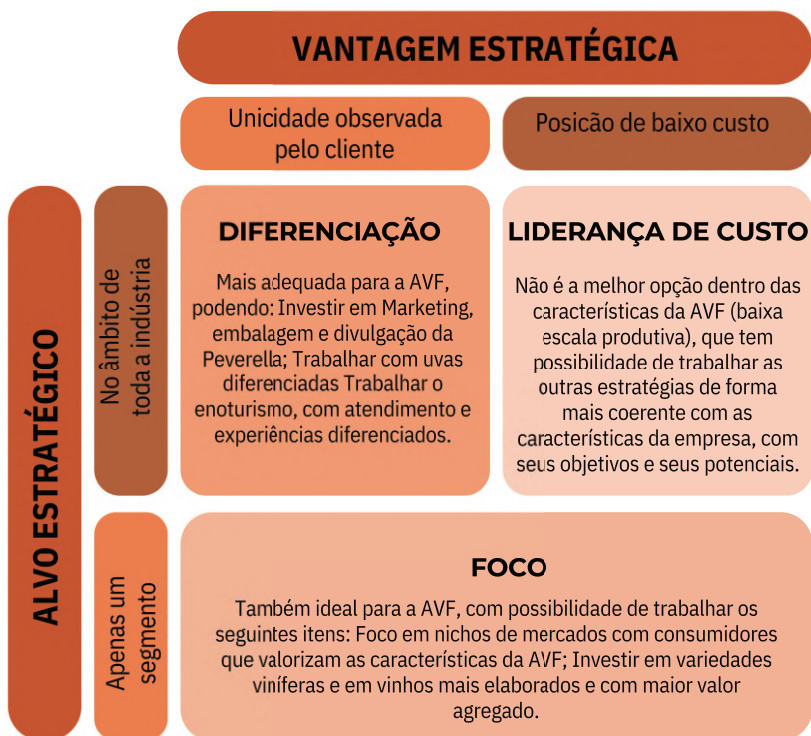 VANTAGEM ESTRATÉGICA
Unicidade observada
pelo cliente
Posicão de baixo custo
ALVO ESTRATÉGICO
No âmbito de
toda a indústria
DIFERENCIAÇÃO
Mais adequada para a AVF,
podendo: Investir em Marketing,
embalagem e divulgação da
Peverella; Trabalhar com uvas
diferenciadas Trabalhar o
enoturismo, com atendimento e
experiências diferenciados.
LIDERANÇA DE CUSTO
Não é a melhor opção dentro das
características da AVF (baixa
escala produtiva), que tem
possibilidade de trabalhar as
outras estratégias de forma
mais coerente com as
características da empresa, com
seus objetivos e seus potenciais.
Apenas um
segmento
FOCO
Também ideal para a AVF, com possibilidade de trabalhar os
seguintes itens: Foco em nichos de mercados com consumidores
que valorizam as características da AVF; Investir em variedades
viníferas e em vinhos mais elaborados e com maior valor
agregado.